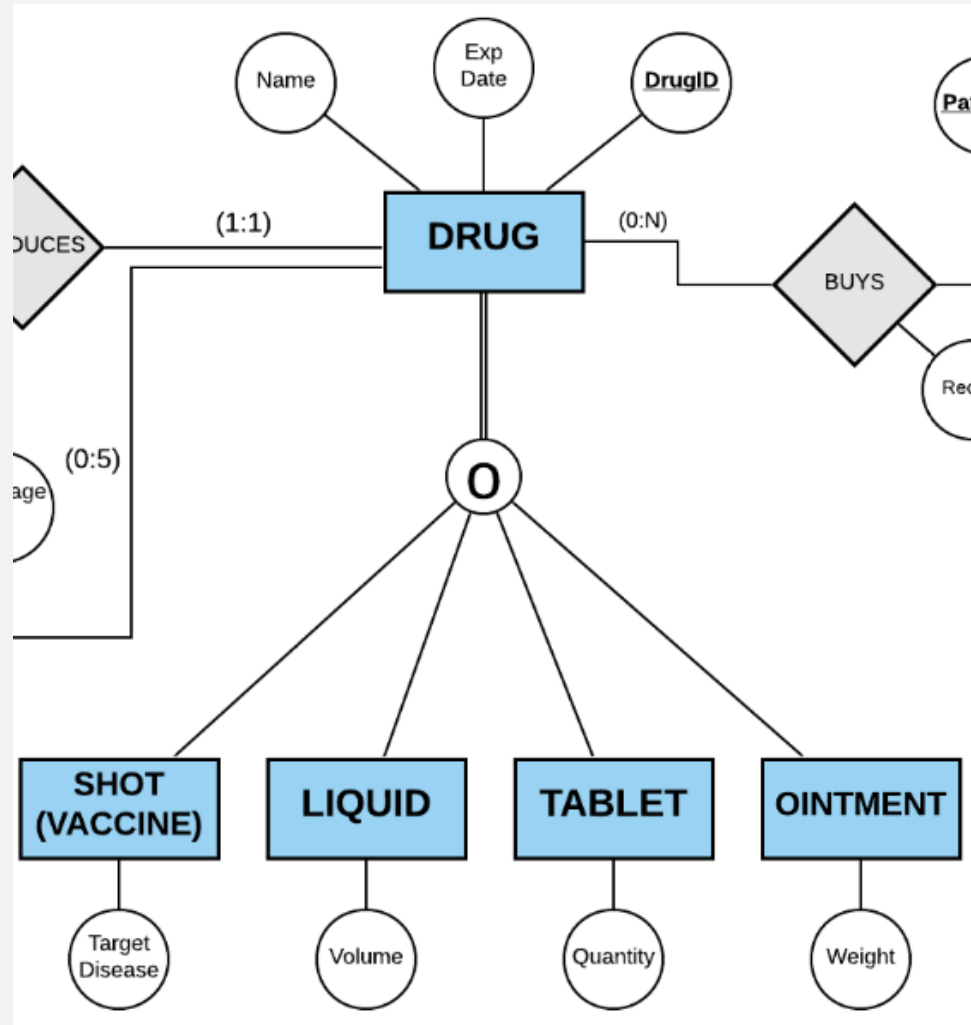 Name
Exp
Date
DrugID
(1:1)
DRUG
(0:N)
BUYS
(0:5)
O
SHOT
(VACCINE)
LIQUID
TABLET
OINTMENT
Target
Disease
Volume
Quantity
Weight